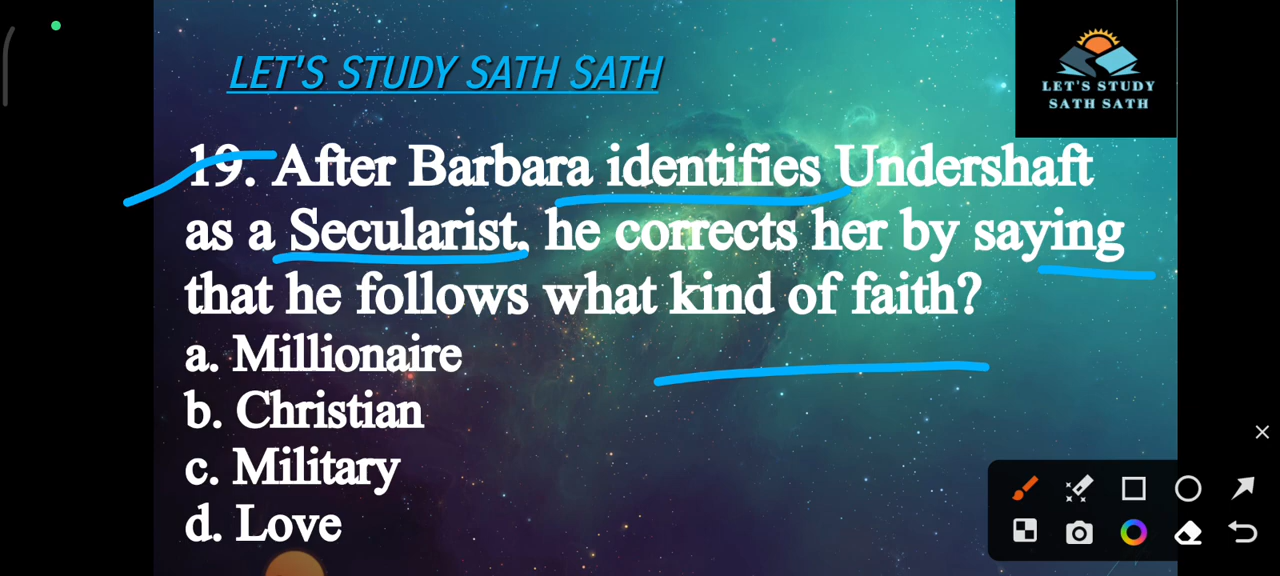 LET'S STUDY SATH SATH
LET'S STUDY
SATH SATH
19. After Barbara identifies Undershaft
as a Secularist, he corrects her by saying
that he follows what kind of faith?
a. Millionaire
b. Christian
c. Military
d. Love